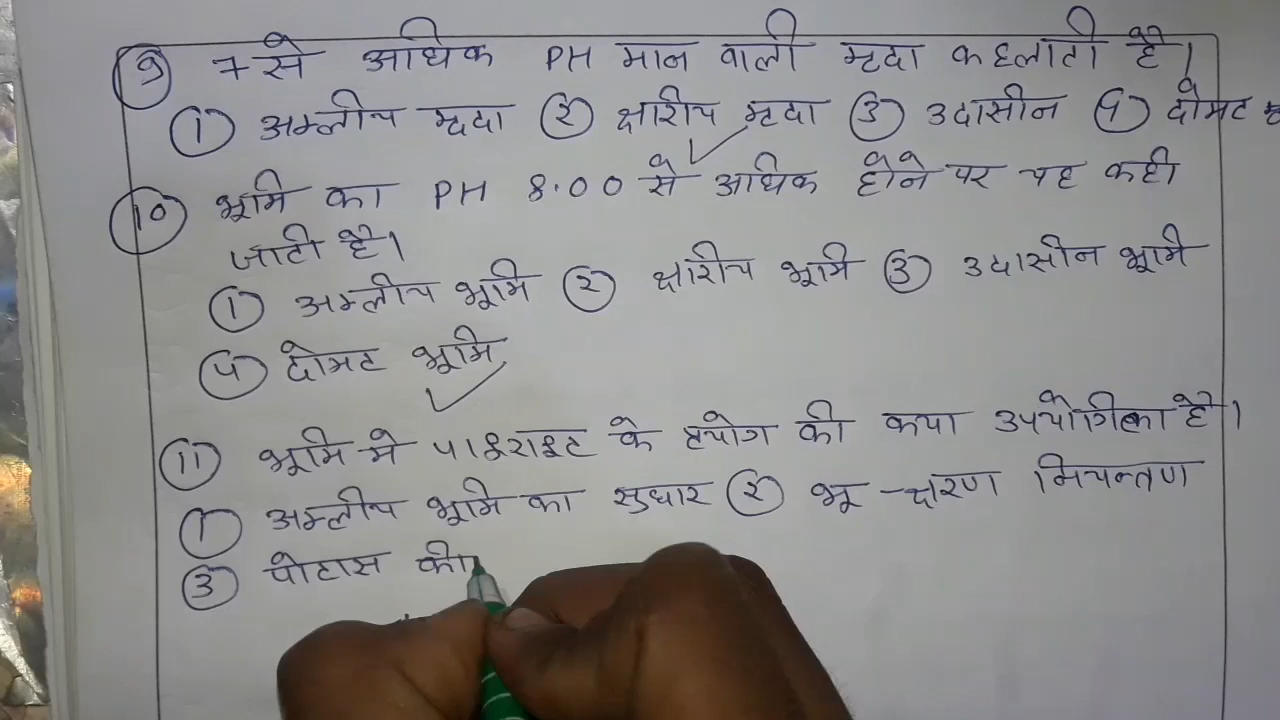 9 7 से अधिक PH मान वाली मृदा कहलाती है।
1 अम्लीय मृदा 2 क्षारीय मृदा 3 उदासीन 4 दोमट
10 भूमि का PH 8.00 से अधिक होने पर यह कही
जाती है।
1 अम्लीय भूमि 2 क्षारीय भूमि 3 उदासीन भूमि
4 दोमट भूमि
11 भूमि मे पाइराइट के प्रयोग की क्या उपयोगिता है।
1 अम्लीय भूमि का सुधार 2 भू-क्षरण नियन्त्रण
3 पोटास की